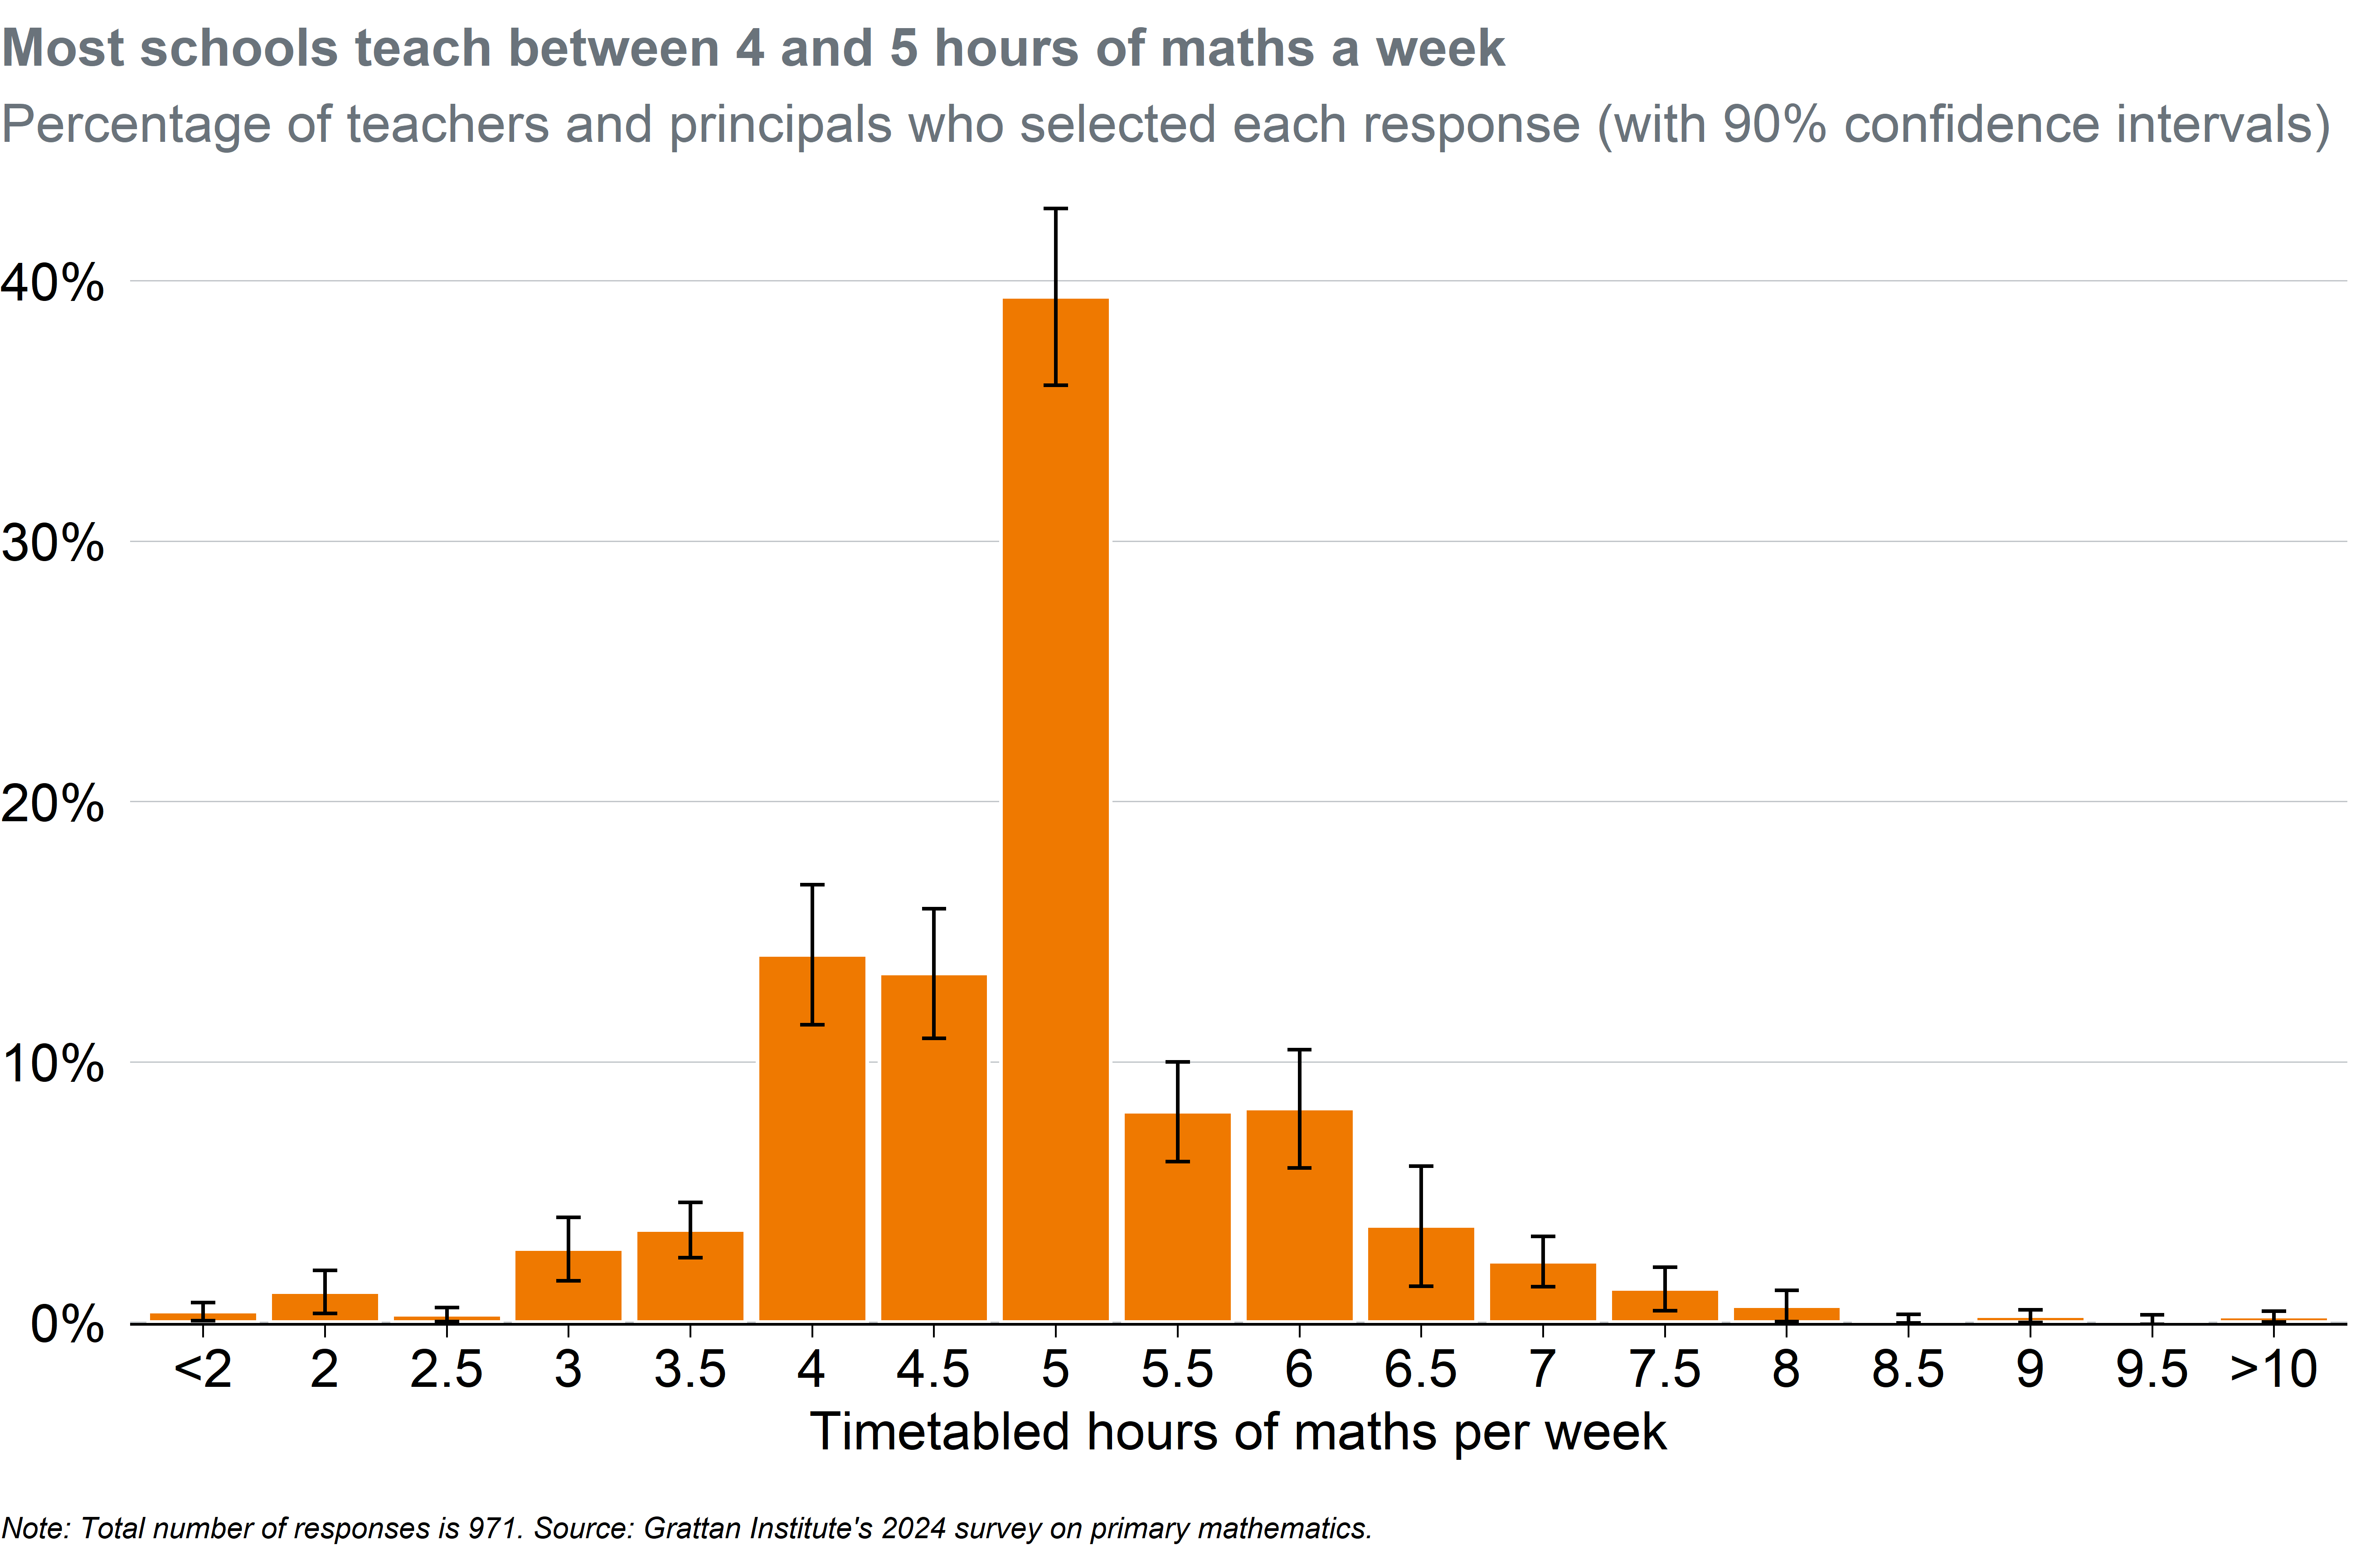 Most schools teach between 4 and 5 hours of maths a week
Percentage of teachers and principals who selected each response (with 90% confidence intervals)
40%
30%
20%
10%
0%
<2 2 2.5 3 3.5 4 4.5 5 5.5 6 6.5 7 7.5 8 8.5 9 9.5 >10
Timetabled hours of maths per week
Note: Total number of responses is 971. Source: Grattan Institute's 2024 survey on primary mathematics.